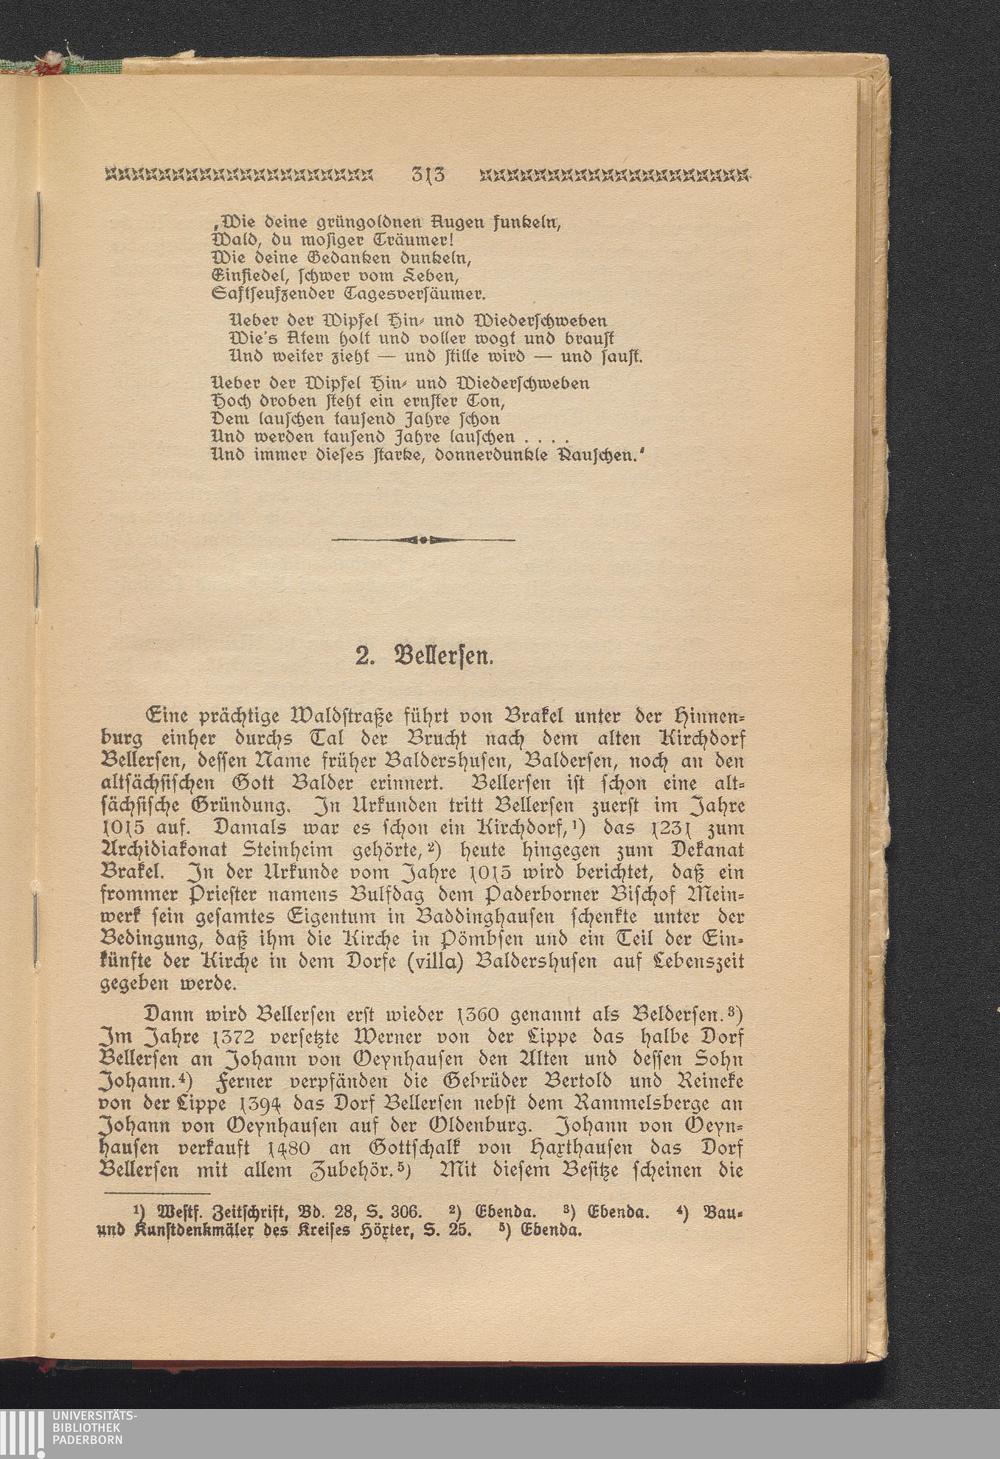 313
„Wie deine grüngoldnen Augen funkeln,
Wald, du mosiger Träumer!
Wie deine Gedanken dunkeln,
Einsiedel, schwer vom Leben,
Saftseufzender Tagesversäumer.
Ueber der Wipfel Hin- und Wiederschweben
Wie's Atem holt und voller wogt und braust
Und weiter zieht — und stille wird — und saust.
Ueber der Wipfel Hin- und Wiederschweben
Hoch droben steht ein ernster Ton,
Dem lauschen tausend Jahre schon
Und werden tausend Jahre lauschen . . . .
Und immer dieses starke, donnerdunkle Rauschen.“
2. Bellersen.
Eine prächtige Waldstraße führt von Brakel unter der Hinnen-
burg einher durchs Tal der Brucht nach dem alten Kirchdorf
Bellersen, dessen Name früher Baldershusen, Baldersen, noch an den
altsächsischen Gott Balder erinnert. Bellersen ist schon eine alt-
sächsische Gründung. In Urkunden tritt Bellersen zuerst im Jahre
1015 auf. Damals war es schon ein Kirchdorf,¹) das 1231 zum
Archidiakonat Steinheim gehörte,²) heute hingegen zum Dekanat
Brakel. In der Urkunde vom Jahre 1015 wird berichtet, daß ein
frommer Priester namens Bulfdag dem Paderborner Bischof Mein-
werk sein gesamtes Eigentum in Baddinghausen schenkte unter der
Bedingung, daß ihm die Kirche in Pömbsen und ein Teil der Ein-
künfte der Kirche in dem Dorfe (villa) Baldershusen auf Lebenszeit
gegeben werde.
Dann wird Bellersen erst wieder 1360 genannt als Beldersen.³)
Im Jahre 1372 versetzte Werner von der Lippe das halbe Dorf
Bellersen an Johann von Oeynhausen den Alten und dessen Sohn
Johann.⁴) Ferner verpfänden die Gebrüder Bertold und Reineke
von der Lippe 1394 das Dorf Bellersen nebst dem Rammelsberge an
Johann von Oeynhausen auf der Oldenburg. Johann von Oeyn-
hausen verkauft 1480 an Gottschalk von Haxthausen das Dorf
Bellersen mit allem Zubehör.⁵) Mit diesem Besitze scheinen die
¹) Westf. Zeitschrift, Bd. 28, S. 306. ²) Ebenda. ³) Ebenda. ⁴) Bau-
und Kunstdenkmäler des Kreises Höxter, S. 25. ⁵) Ebenda.
UNIVERSITÄTS-
BIBLIOTHEK
PADERBORN